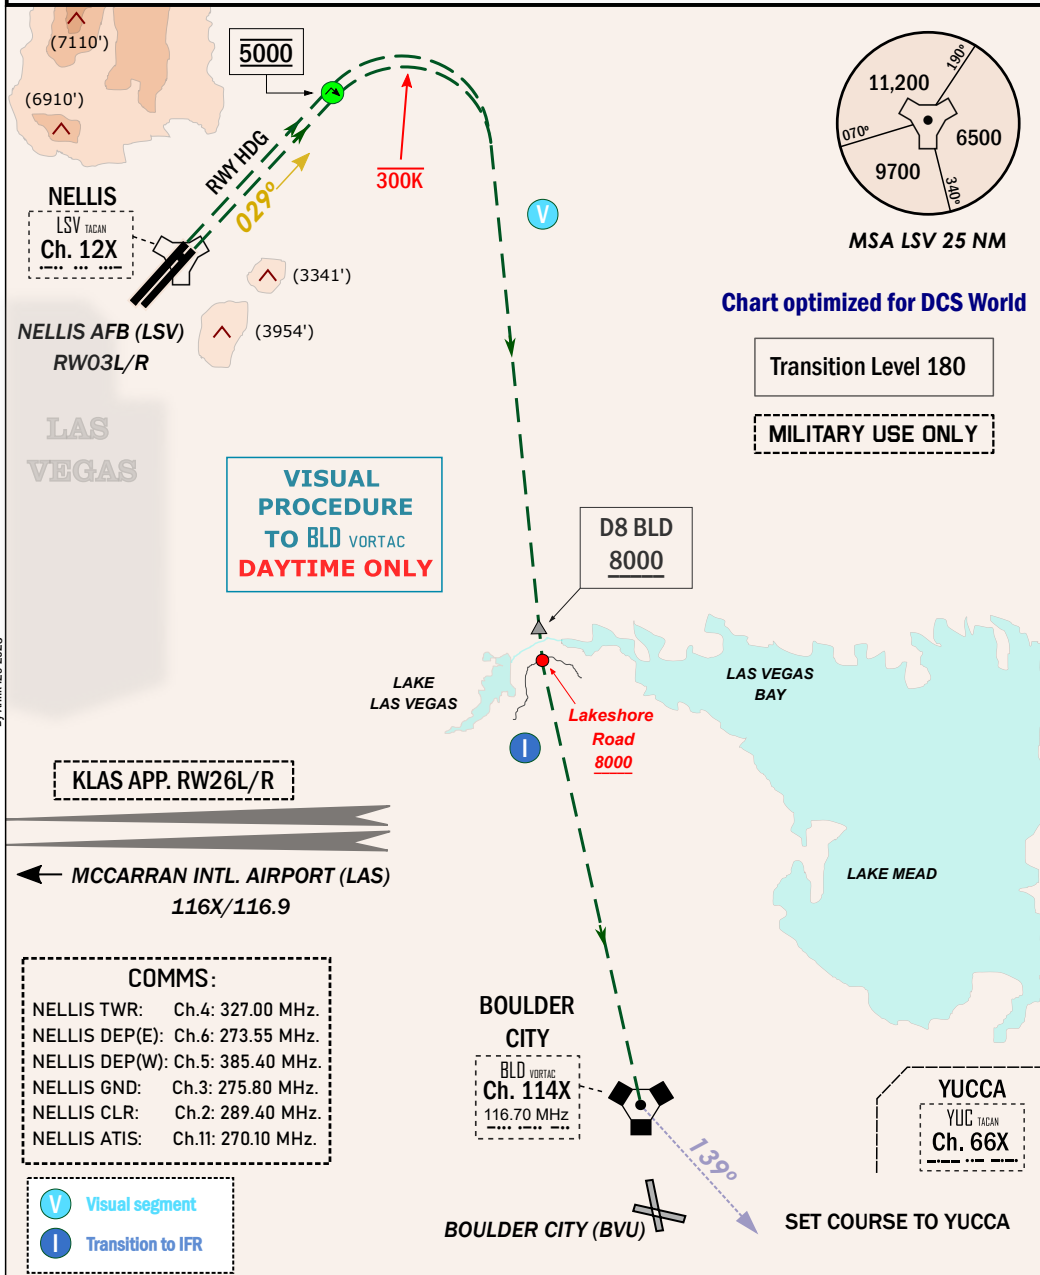 (7110')
(6910')
5000
RWY HDG
029º
300K
NELLIS
LSV TACAN
Ch. 12X
NELLIS AFB (LSV)
RW03L/R
(3341')
(3954')
V
190º
11,200
070º
6500
9700
340º
MSA LSV 25 NM
Chart optimized for DCS World
Transition Level 180
MILITARY USE ONLY
LAS
VEGAS
VISUAL
PROCEDURE
TO BLD VORTAC
DAYTIME ONLY
D8 BLD
8000
LAKE
LAS VEGAS
LAS VEGAS
BAY
Lakeshore
Road
8000
I
KLAS APP. RW26L/R
MCCARRAN INTL. AIRPORT (LAS)
116X/116.9
LAKE MEAD
COMMS:
NELLIS TWR: Ch.4: 327.00 MHz.
NELLIS DEP(E): Ch.6: 273.55 MHz.
NELLIS DEP(W): Ch.5: 385.40 MHz.
NELLIS GND: Ch.3: 275.80 MHz.
NELLIS CLR: Ch.2: 289.40 MHz.
NELLIS ATIS: Ch.11: 270.10 MHz.
BOULDER
CITY
BLD VORTAC
Ch. 114X
116.70 MHz
139º
YUCCA
YUC TACAN
Ch. 66X
BOULDER CITY (BVU)
SET COURSE TO YUCCA
V Visual segment
I Transition to IFR